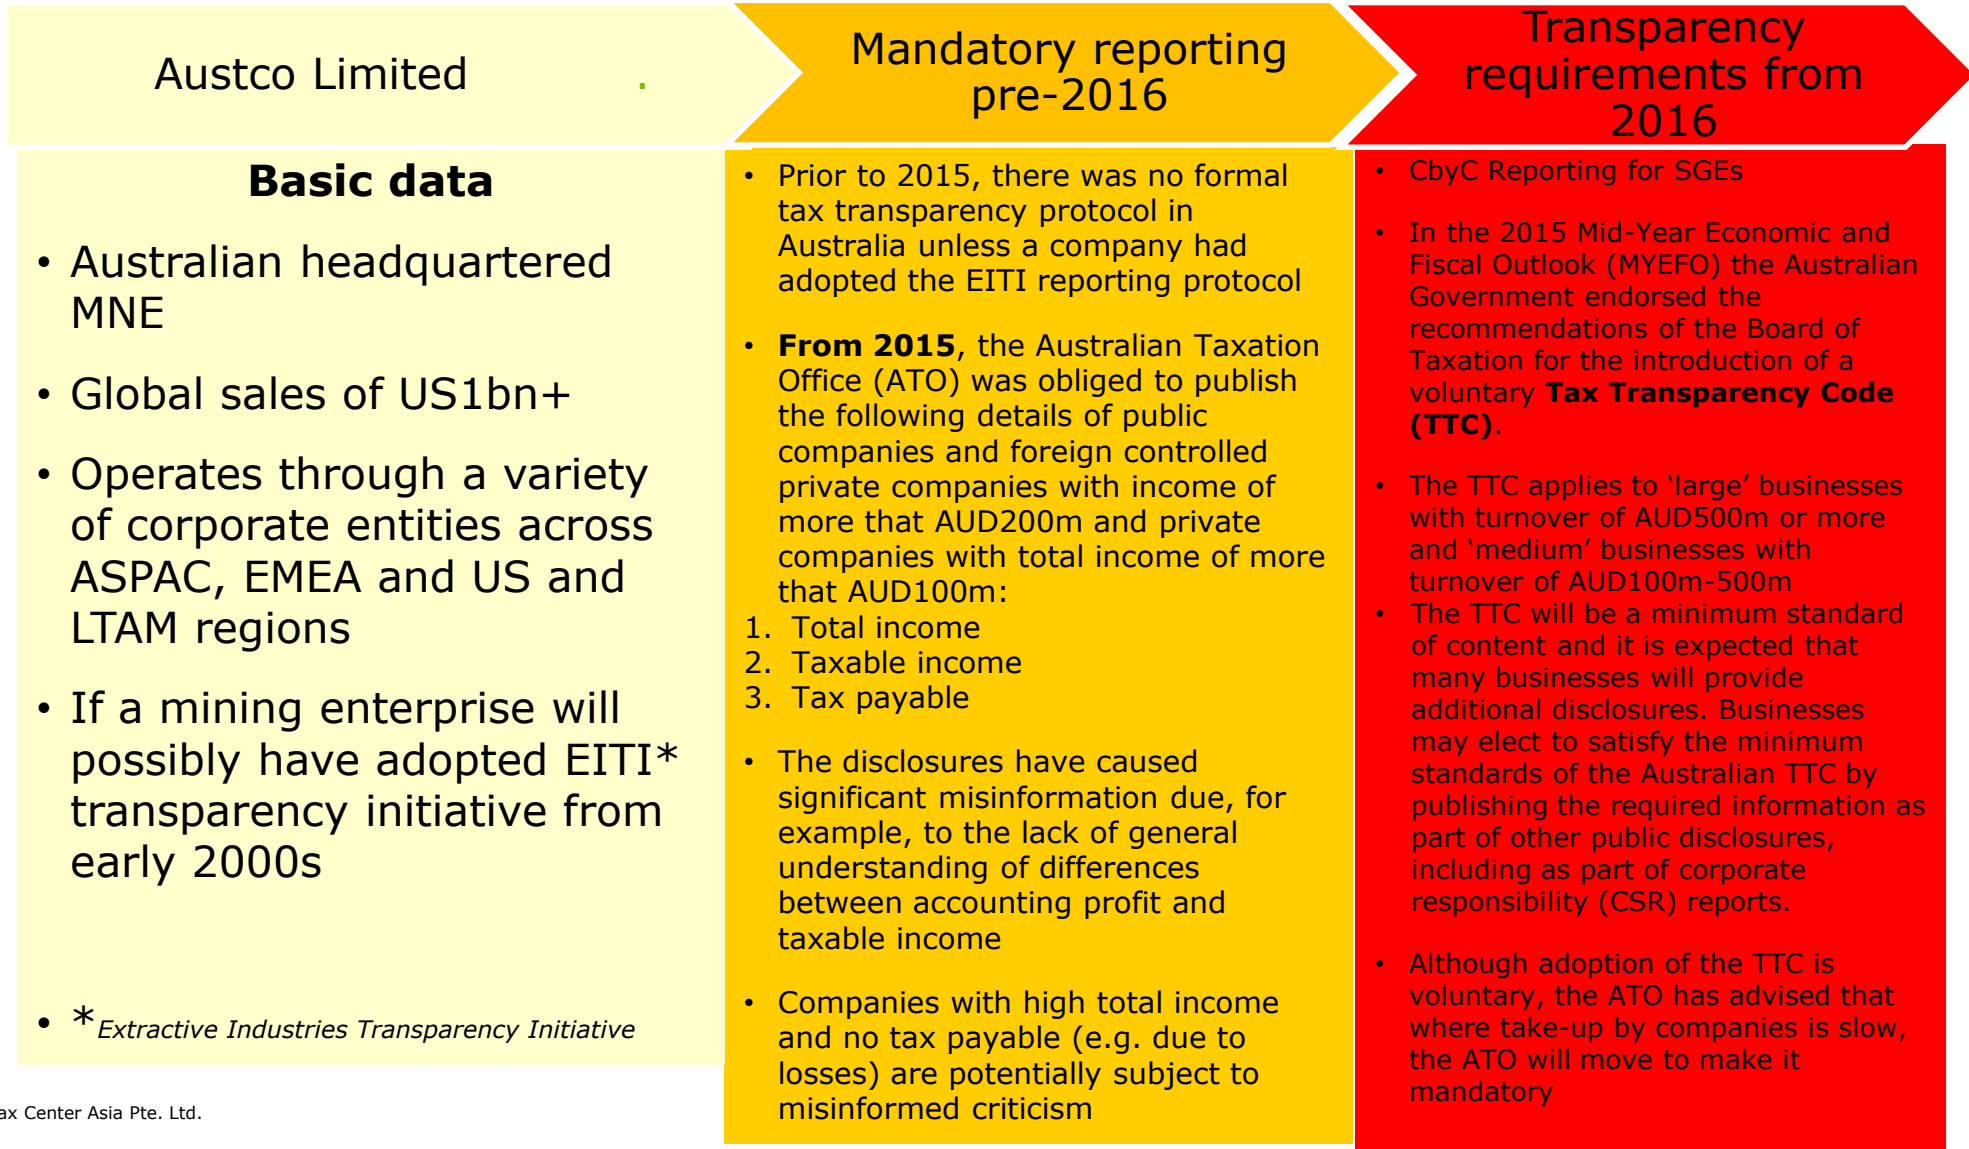 Austco Limited .
Mandatory reporting
pre-2016
Transparency
requirements from
2016
Basic data
• Australian headquartered
MNE
• Global sales of US1bn+
• Operates through a variety
of corporate entities across
ASPAC, EMEA and US and
LTAM regions
• If a mining enterprise will
possibly have adopted EITI*
transparency initiative from
early 2000s
• *Extractive Industries Transparency Initiative
• Prior to 2015, there was no formal
tax transparency protocol in
Australia unless a company had
adopted the EITI reporting protocol
• From 2015, the Australian Taxation
Office (ATO) was obliged to publish
the following details of public
companies and foreign controlled
private companies with income of
more that AUD200m and private
companies with total income of more
that AUD100m:
1. Total income
2. Taxable income
3. Tax payable
• The disclosures have caused
significant misinformation due, for
example, to the lack of general
understanding of differences
between accounting profit and
taxable income
• Companies with high total income
and no tax payable (e.g. due to
losses) are potentially subject to
misinformed criticism
• CbyC Reporting for SGEs
• In the 2015 Mid-Year Economic and
Fiscal Outlook (MYEFO) the Australian
Government endorsed the
recommendations of the Board of
Taxation for the introduction of a
voluntary Tax Transparency Code
(TTC).
• The TTC applies to ‘large’ businesses
with turnover of AUD500m or more
and ‘medium’ businesses with
turnover of AUD100m-500m
• The TTC will be a minimum standard
of content and it is expected that
many businesses will provide
additional disclosures. Businesses
may elect to satisfy the minimum
standards of the Australian TTC by
publishing the required information as
part of other public disclosures,
including as part of corporate
responsibility (CSR) reports.
• Although adoption of the TTC is
voluntary, the ATO has advised that
where take-up by companies is slow,
the ATO will move to make it
mandatory
ax Center Asia Pte. Ltd.